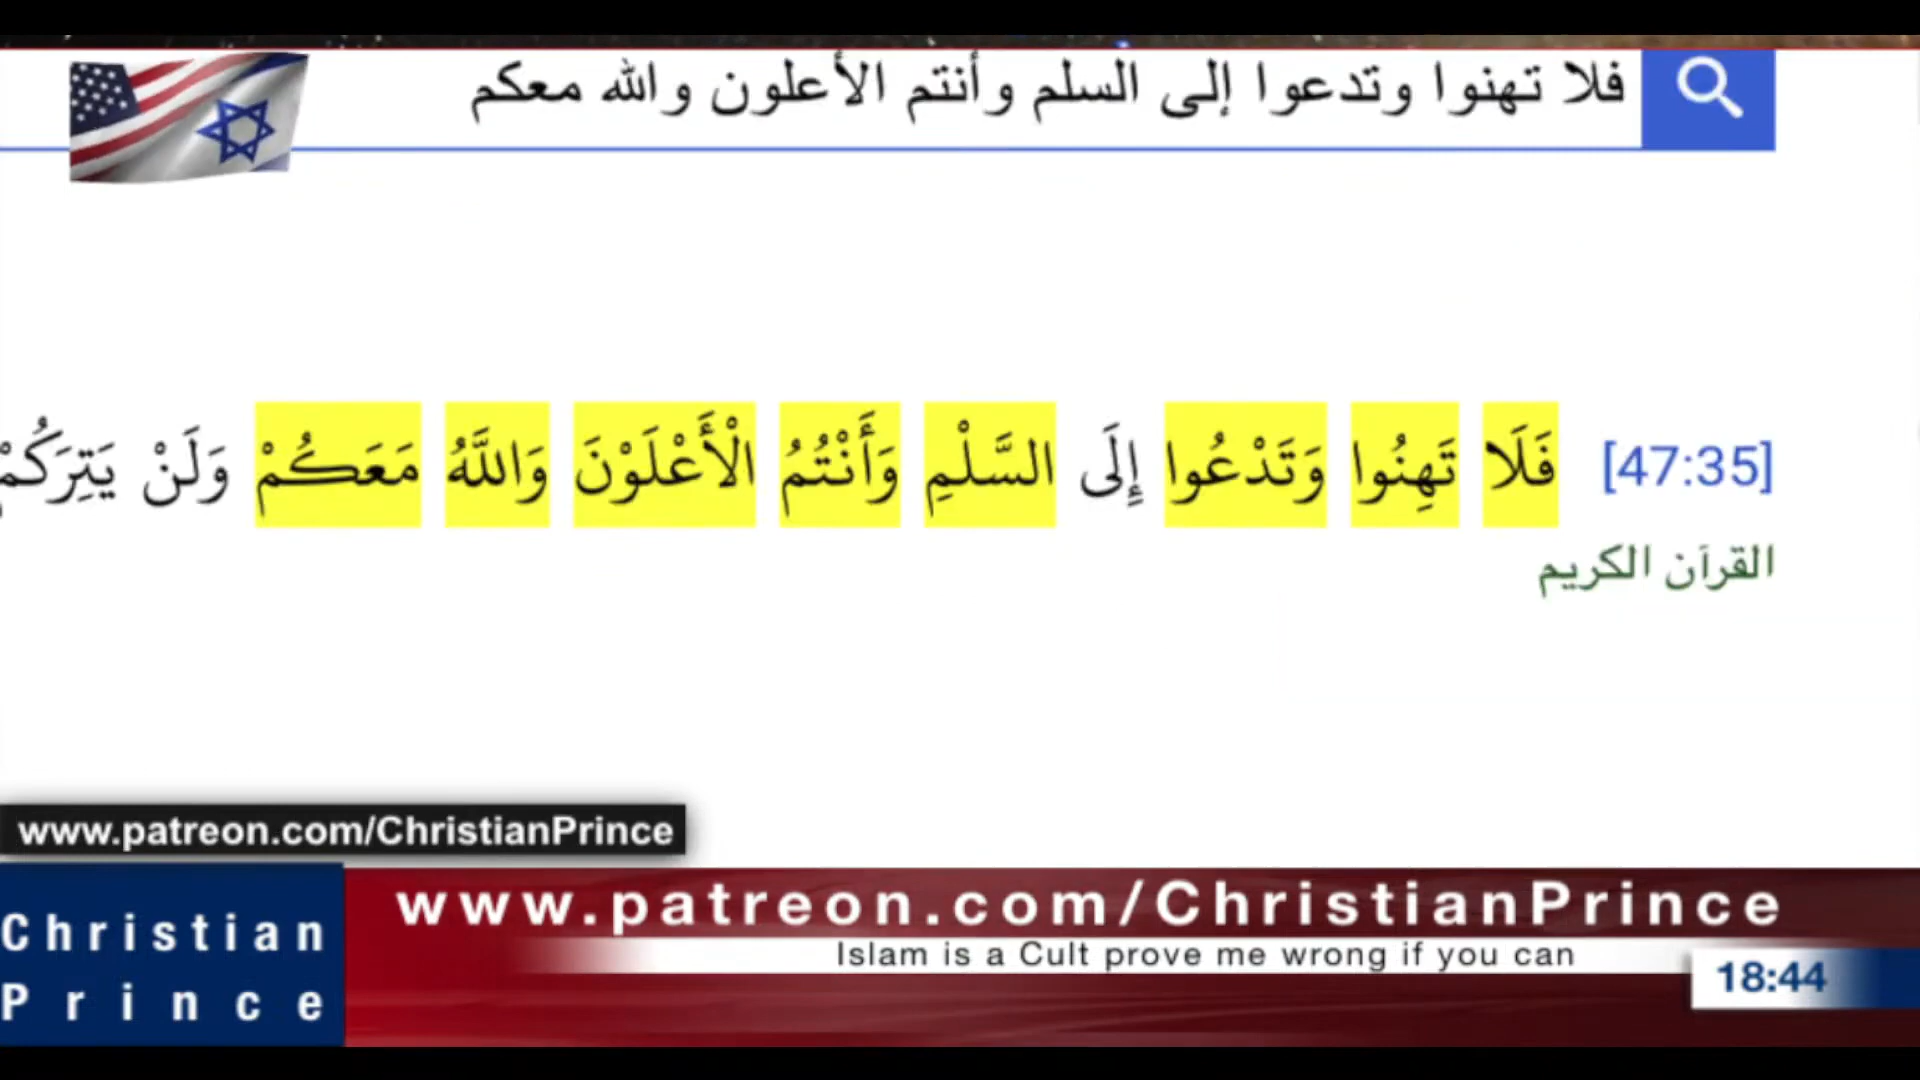 فلا تهنوا وتدعوا إلى السلم وأنتم الأعلون والله معكم
[47:35] فَلَا تَهِنُوا وَتَدْعُوا إِلَى السَّلْمِ وَأَنْتُمُ الْأَعْلَوْنَ وَاللَّهُ مَعَكُمْ وَلَنْ يَتِرَكُمْ
القرآن الكريم
www.patreon.com/ChristianPrince
www.patreon.com/ChristianPrince
Christian
Prince
Islam is a Cult prove me wrong if you can
18:44